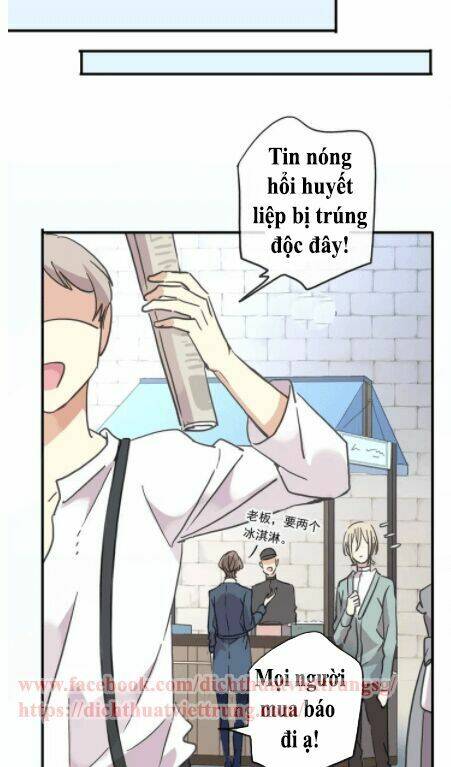 Tin nóng
hổi huyết
liệp bị trúng
độc đây!
老板，要两个
冰淇淋。
Mọi người
mua báo
đi ạ!
www.facebook.com/dichthuatviettrungsg/
https://dichthuatviettrung.com/